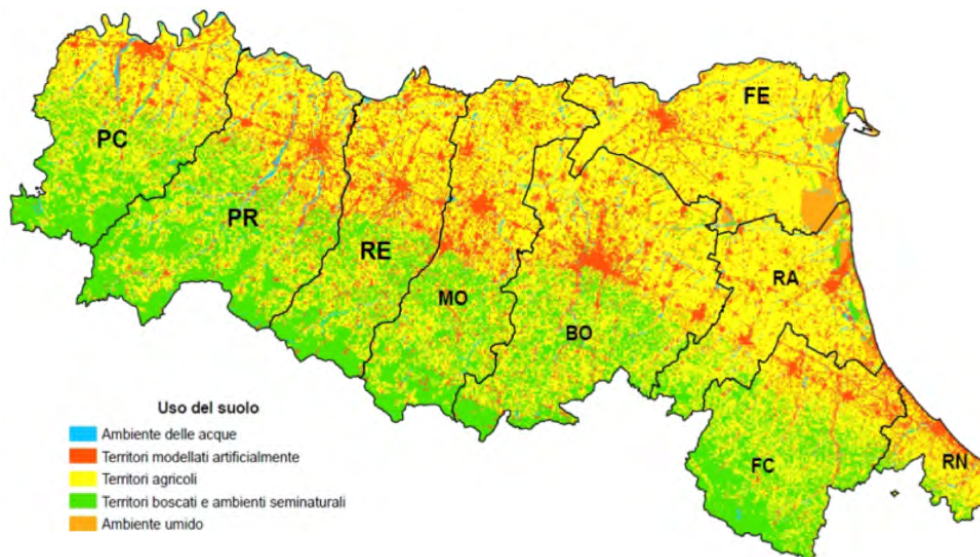 FE
PC
PR
RE
RA
MO
BO
FC
RN
Uso del suolo
Ambiente delle acque
Territori modellati artificialmente
Territori agricoli
Territori boscati e ambienti seminaturali
Ambiente umido